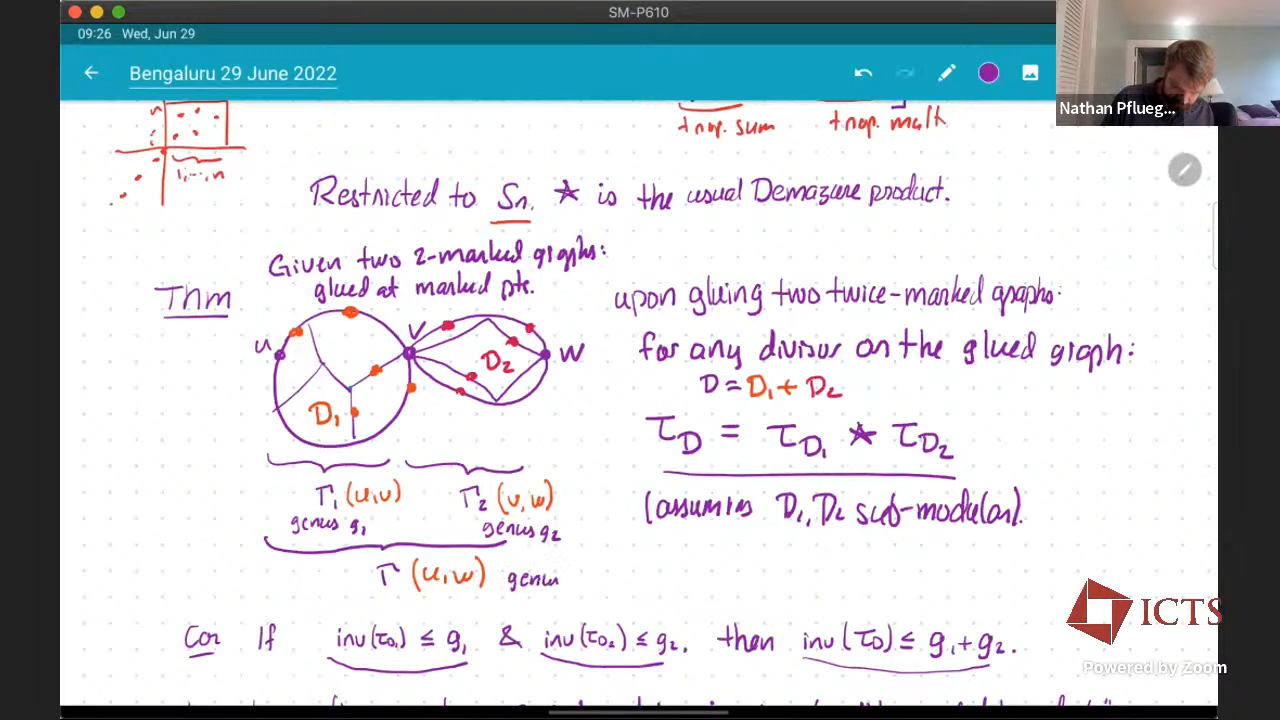 SM-P610
09:26 Wed, Jun 29
Bengaluru 29 June 2022
Nathan Pflueg...
n
1,...,n
trop. sum
trop. mult
Restricted to Sn, ★ is the usual Demazure product.
Thm
Given two 2-marked graphs:
glued at marked pts.
u
v
w
D1
D2
Γ1 (u,v)
genus g1
Γ2 (v,w)
genus g2
Γ (u,w) genus
upon gluing two twice-marked graphs:
for any divisor on the glued graph:
D = D1 + D2
τD = τD1 ★ τD2
(assumes D1, D2 sub-modular).
Cor If inv(τD1) ≤ g1 & inv(τD2) ≤ g2, then inv(τD) ≤ g1+g2.
ICTS
Powered by Zoom